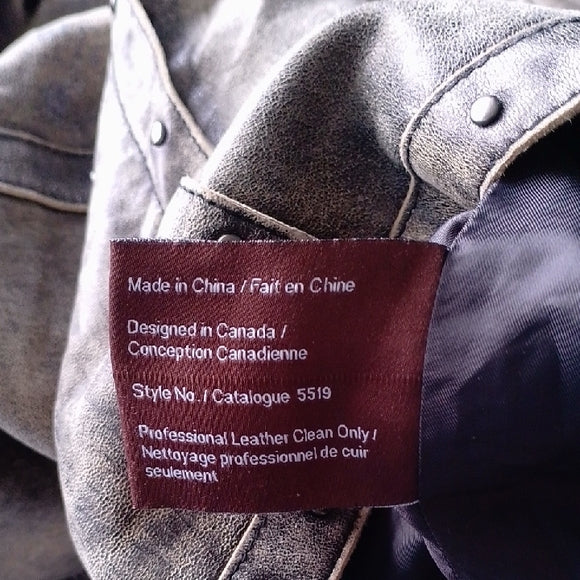 Made in China / Fait en Chine
Designed in Canada /
Conception Canadienne
Style No. / Catalogue 5519
Professional Leather Clean Only /
Nettoyage professionnel de cuir
seulement